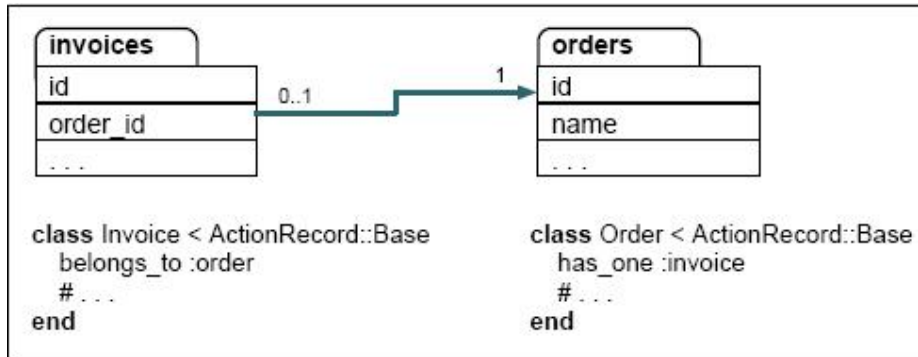 invoices
id
order_id
. . .
0..1
1
orders
id
name
. . .
class Invoice < ActionRecord::Base
belongs_to :order
# . . .
end
class Order < ActionRecord::Base
has_one :invoice
# . . .
end